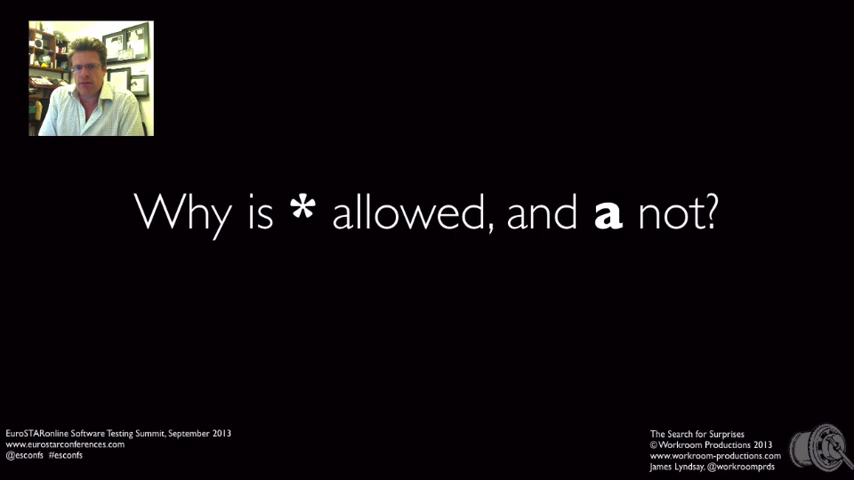 Why is * allowed, and a not?
EuroSTARonline Software Testing Summit, September 2013
www.eurostarconferences.com
@esconfs #esconfs
The Search for Surprises
© Workroom Productions 2013
www.workroom-productions.com
James Lyndsay, @workroomprds